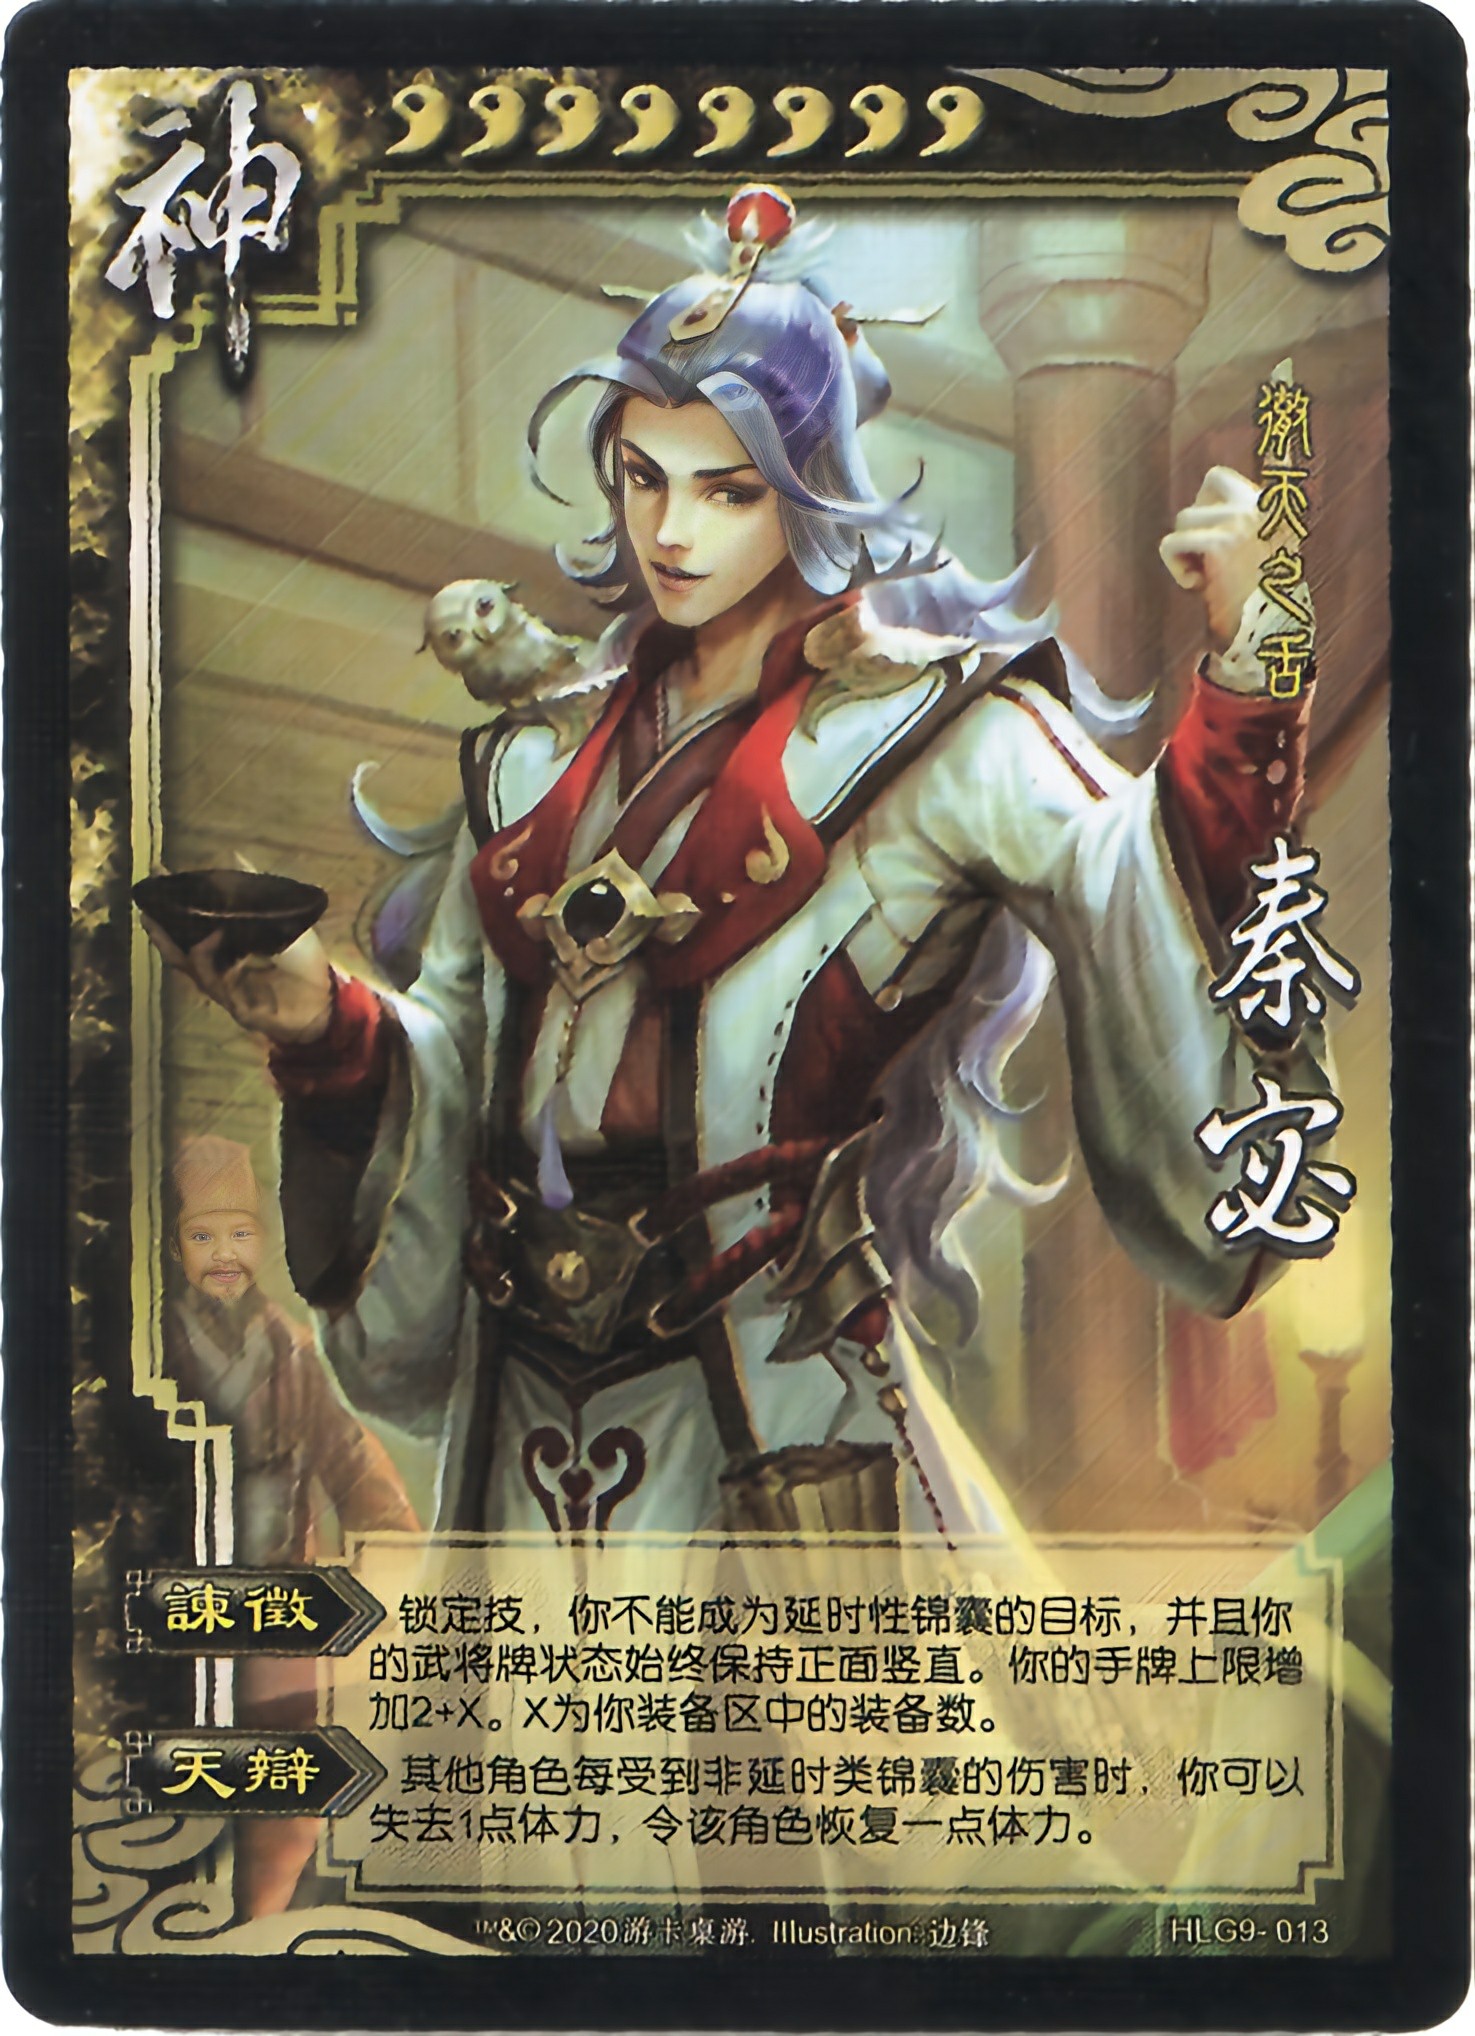 神
徹天之舌
秦宓
諫徵
锁定技，你不能成为延时性锦囊的目标，并且你
的武将牌状态始终保持正面竖直。你的手牌上限增
加2+X。X为你装备区中的装备数。
天辯
其他角色每受到非延时类锦囊的伤害时，你可以
失去1点体力，令该角色恢复一点体力。
™&©2020游卡桌游. Illustration: 边锋
HLG9-013